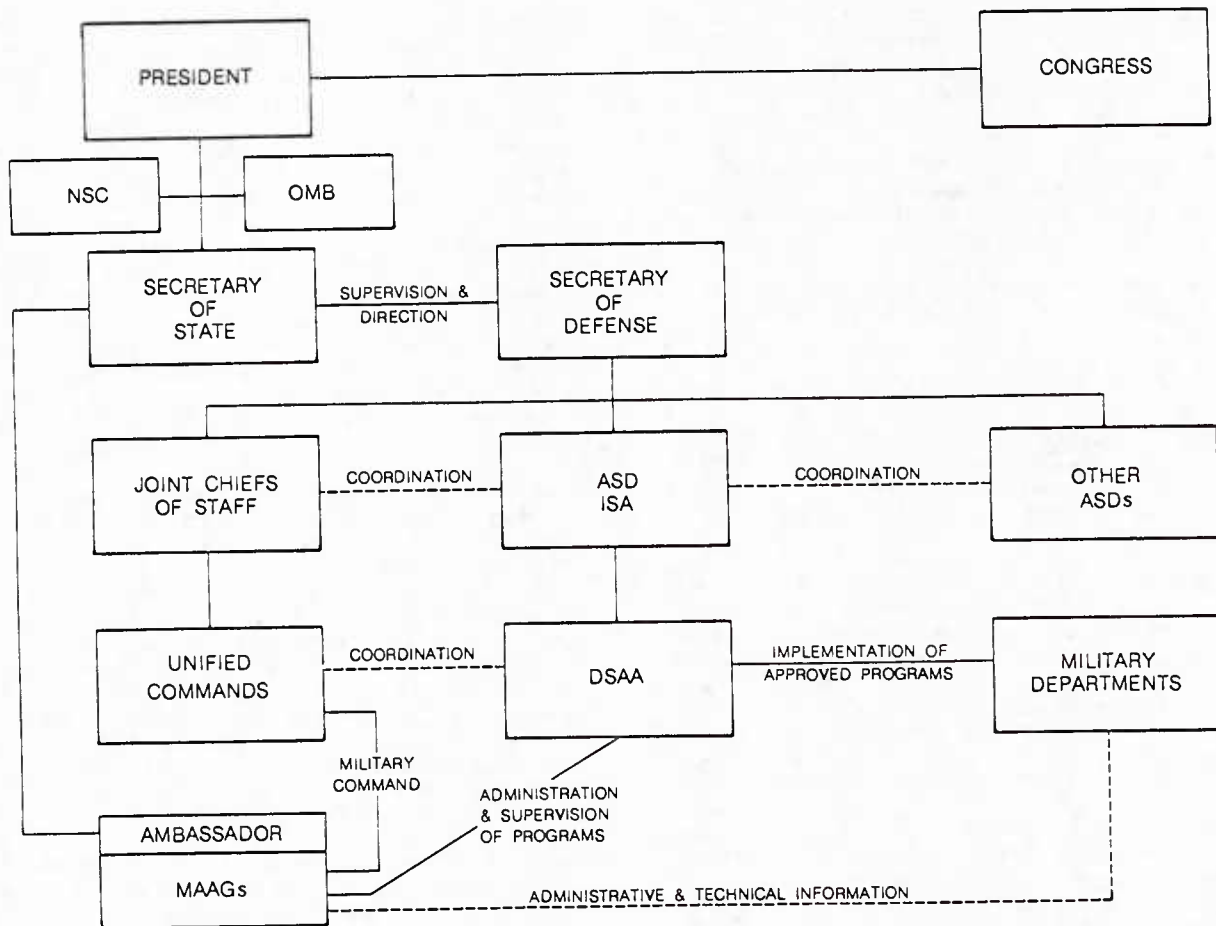 PRESIDENT
CONGRESS
NSC
OMB
SECRETARY
OF
STATE
SUPERVISION &
DIRECTION
SECRETARY
OF
DEFENSE
JOINT CHIEFS
OF STAFF
COORDINATION
ASD
ISA
COORDINATION
OTHER
ASDs
UNIFIED
COMMANDS
COORDINATION
DSAA
IMPLEMENTATION OF
APPROVED PROGRAMS
MILITARY
DEPARTMENTS
MILITARY
COMMAND
ADMINISTRATION
& SUPERVISION
OF PROGRAMS
AMBASSADOR
MAAGs
ADMINISTRATIVE & TECHNICAL INFORMATION